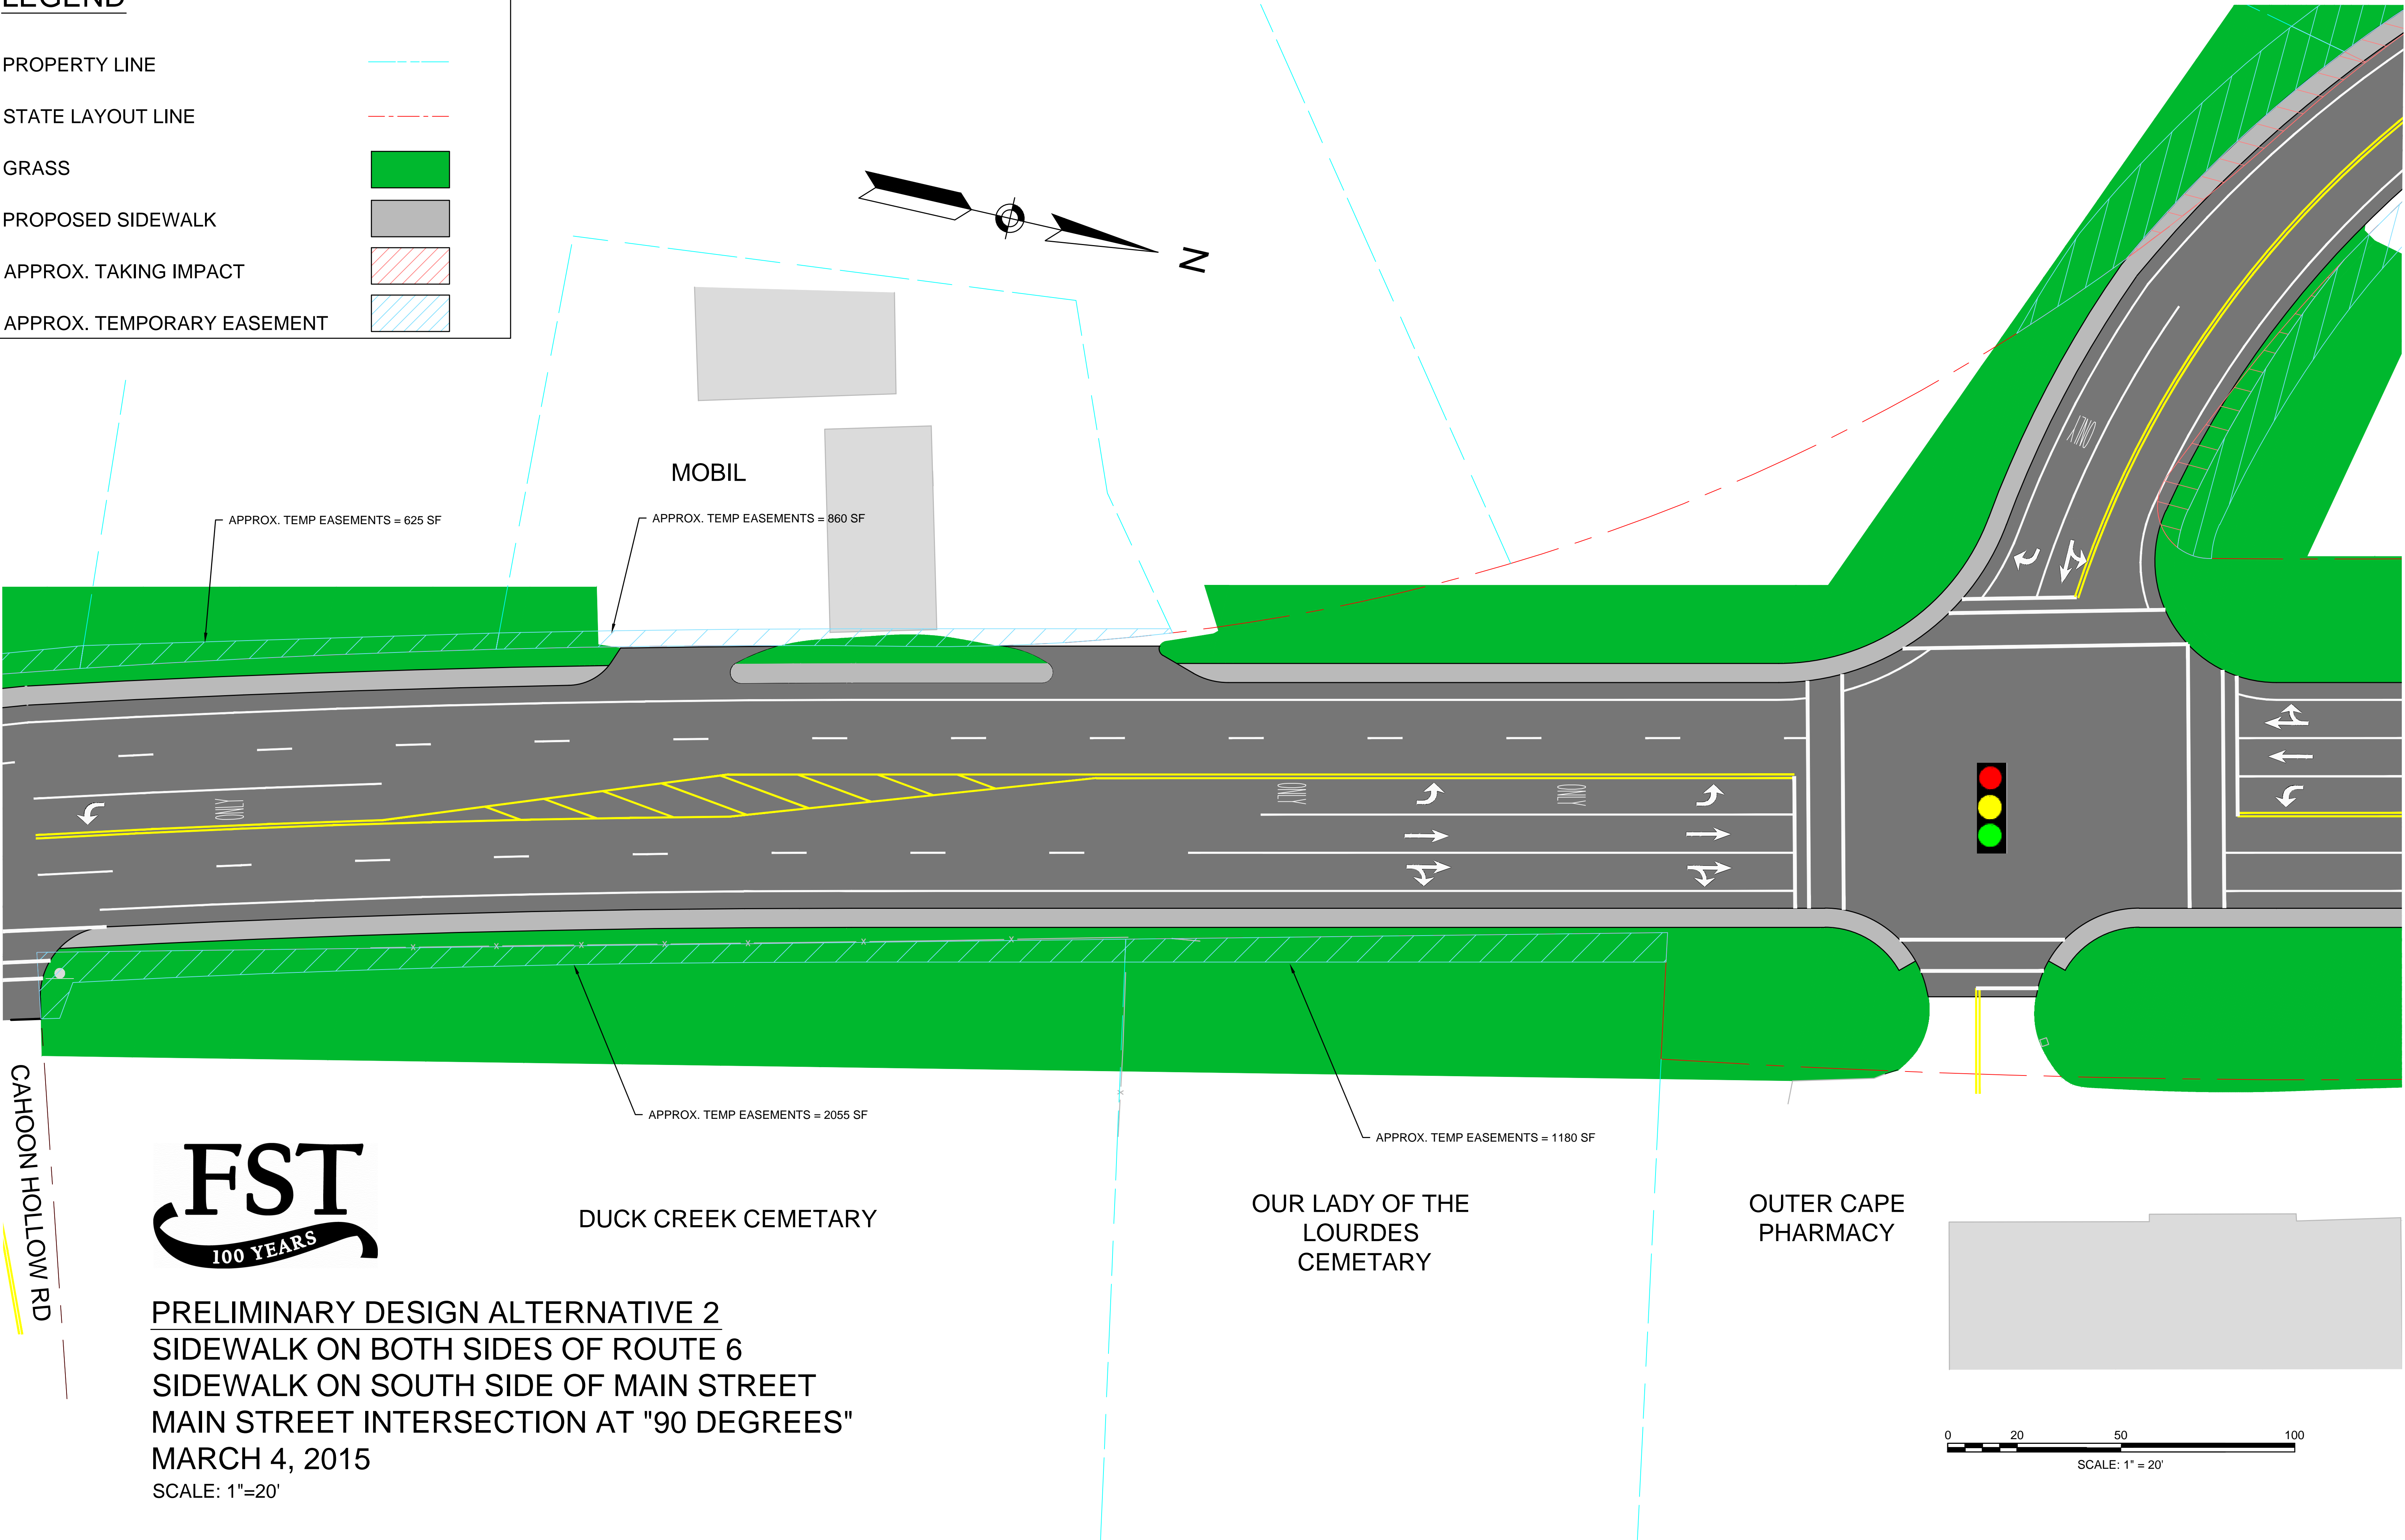 LEGEND
PROPERTY LINE
STATE LAYOUT LINE
GRASS
PROPOSED SIDEWALK
APPROX. TAKING IMPACT
APPROX. TEMPORARY EASEMENT
N
MOBIL
APPROX. TEMP EASEMENTS = 625 SF
APPROX. TEMP EASEMENTS = 860 SF
ONLY
ONLY
ONLY
ONLY
APPROX. TEMP EASEMENTS = 2055 SF
APPROX. TEMP EASEMENTS = 1180 SF
CAHOON HOLLOW RD
FST
100 YEARS
DUCK CREEK CEMETARY
OUR LADY OF THE
LOURDES
CEMETARY
OUTER CAPE
PHARMACY
PRELIMINARY DESIGN ALTERNATIVE 2
SIDEWALK ON BOTH SIDES OF ROUTE 6
SIDEWALK ON SOUTH SIDE OF MAIN STREET
MAIN STREET INTERSECTION AT "90 DEGREES"
MARCH 4, 2015
SCALE: 1"=20'
0 20 50 100
SCALE: 1" = 20'